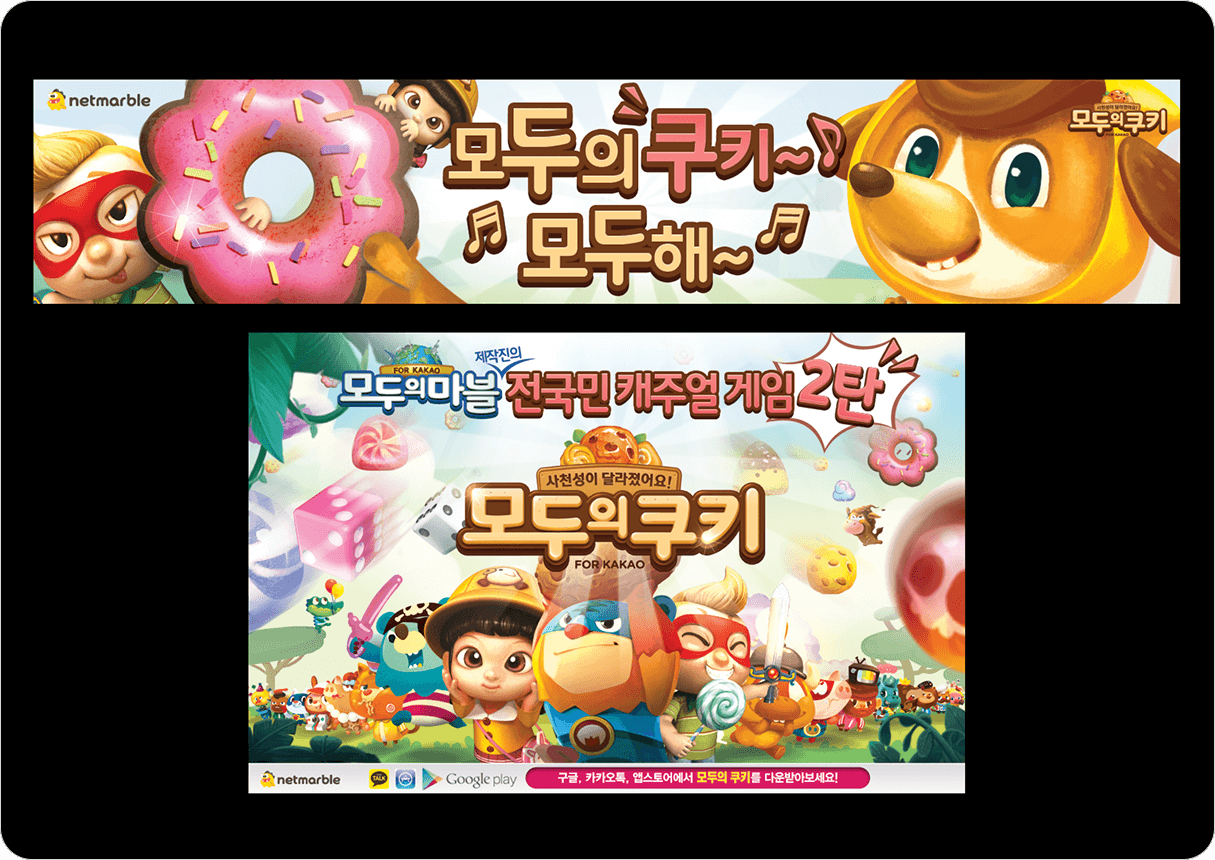 netmarble
모두의 쿠키~
모두해~
사천성이 달라졌어요!
모두의쿠키
FOR KAKAO
FOR KAKAO
모두의마블
제작진의
전국민 캐주얼 게임 2탄
사천성이 달라졌어요!
모두의쿠키
FOR KAKAO
netmarble
TALK
Google play
구글, 카카오톡, 앱스토어에서 모두의 쿠키를 다운받아보세요!